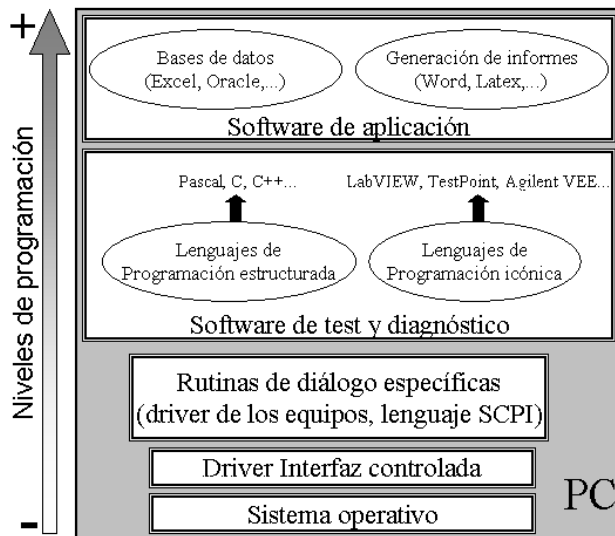 +
Niveles de programación
-
Bases de datos
(Excel, Oracle,...)
Generación de informes
(Word, Latex,...)
Software de aplicación
Pascal, C, C++...
LabVIEW, TestPoint, Agilent VEE...
Lenguajes de
Programación estructurada
Lenguajes de
Programación icónica
Software de test y diagnóstico
Rutinas de diálogo específicas
(driver de los equipos, lenguaje SCPI)
Driver Interfaz controlada
Sistema operativo
PC